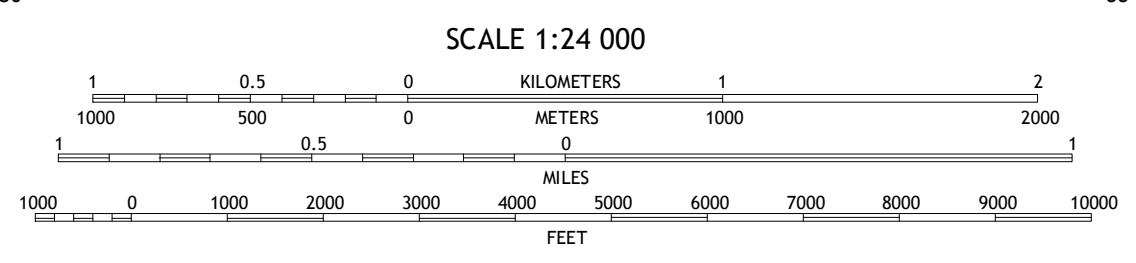 SCALE 1:24 000
1 0.5 0 KILOMETERS 1 2
1000 500 0 METERS 1000 2000
1 0.5 0 1
MILES
1000 0 1000 2000 3000 4000 5000 6000 7000 8000 9000 10000
FEET